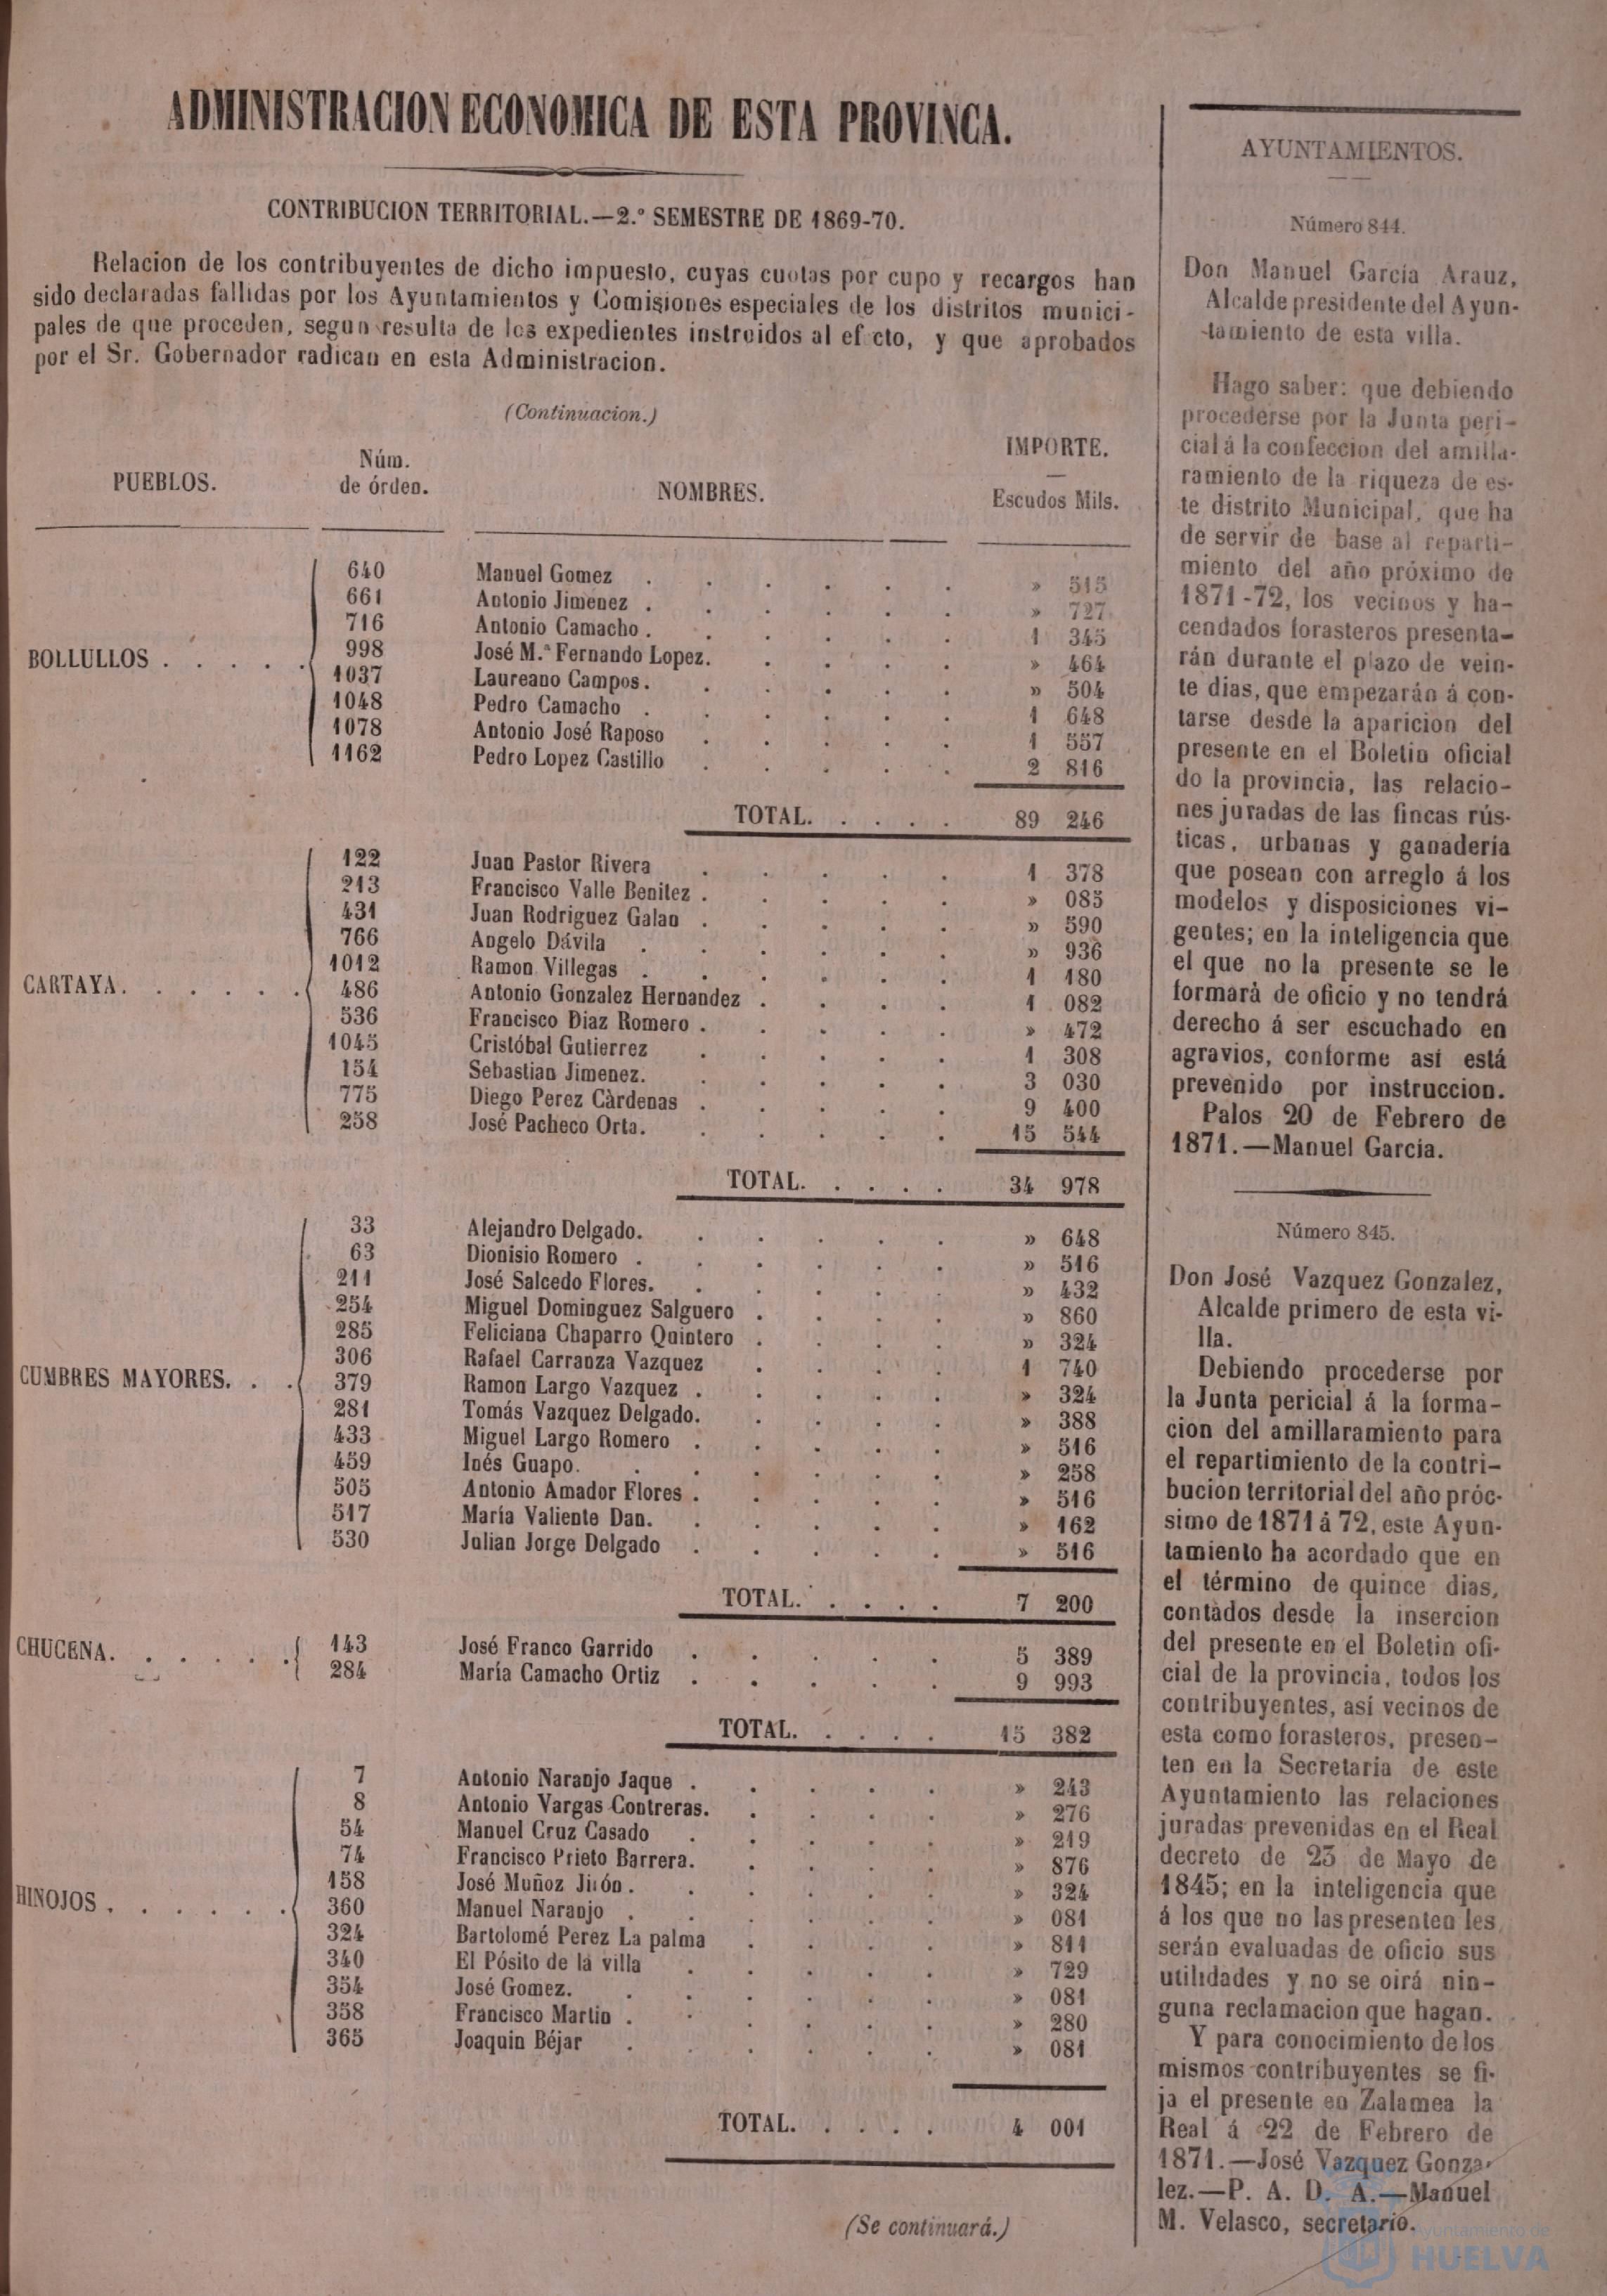 ADMINISTRACION ECONOMICA DE ESTA PROVINCA.
CONTRIBUCION TERRITORIAL.—2.º SEMESTRE DE 1869-70.
Relacion de los contribuyentes de dicho impuesto, cuyas cuotas por cupo y recargos han
sido declaradas fallidas por los Ayuntamientos y Comisiones especiales de los distritos munici-
pales de que proceden, segun resulta de los expedientes instruidos al efecto, y que aprobados
por el Sr. Gobernador radican en esta Administracion.
(Continuacion.)
PUEBLOS. Núm. de órden. NOMBRES. IMPORTE. — Escudos Mils.
BOLLULLOS . . . . .
640 Manuel Gomez . . . . . . » 515
661 Antonio Jimenez . . . . . . » 727
716 Antonio Camacho . . . . . . 1 345
998 José M.ª Fernando Lopez. . . . . » 464
1037 Laureano Campos . . . . . . » 504
1048 Pedro Camacho . . . . . . 1 648
1078 Antonio José Raposo . . . . . 1 557
1162 Pedro Lopez Castillo . . . . . 2 816
TOTAL. . . . . 89 246
CARTAYA. . . . . .
122 Juan Pastor Rivera . . . . . 1 378
213 Francisco Valle Benitez . . . . . » 085
431 Juan Rodriguez Galan . . . . . » 590
766 Angelo Dávila . . . . . . » 936
1012 Ramon Villegas . . . . . . 1 180
486 Antonio Gonzalez Hernandez . . . . 1 082
536 Francisco Diaz Romero . . . . . » 472
1045 Cristóbal Gutierrez . . . . . 1 308
154 Sebastian Jimenez. . . . . . 3 030
775 Diego Perez Càrdenas . . . . . 9 400
258 José Pacheco Orta. . . . . . 15 544
TOTAL. . . . . 34 978
CUMBRES MAYORES. . .
33 Alejandro Delgado. . . . . . » 648
63 Dionisio Romero . . . . . . » 516
211 José Salcedo Flores. . . . . . » 432
254 Miguel Dominguez Salguero . . . . » 860
285 Feliciana Chaparro Quintero . . . . » 324
306 Rafael Carranza Vazquez . . . . 1 740
379 Ramon Largo Vazquez . . . . . » 324
281 Tomás Vazquez Delgado. . . . . » 388
433 Miguel Largo Romero . . . . . » 516
459 Inés Guapo. . . . . . . » 258
505 Antonio Amador Flores . . . . . » 516
517 María Valiente Dan. . . . . . » 162
530 Julian Jorge Delgado . . . . . » 516
TOTAL. . . . . 7 200
CHUCENA. . . . . .
143 José Franco Garrido . . . . . 5 389
284 María Camacho Ortiz . . . . . 9 993
TOTAL. . . . . 15 382
HINOJOS . . . . . .
7 Antonio Naranjo Jaque . . . . . » 243
8 Antonio Vargas Contreras. . . . . » 276
54 Manuel Cruz Casado . . . . . » 219
74 Francisco Prieto Barrera. . . . . » 876
158 José Muñoz . . . . . . » 324
360 Manuel Naranjo . . . . . . » 081
324 Bartolomé Perez La palma . . . . » 811
340 El Pósito de la villa . . . . . » 729
354 José Gomez. . . . . . . » 081
358 Francisco Martin . . . . . . » 280
365 Joaquin Béjar . . . . . . » 081
TOTAL. . . . . 4 001
(Se continuará.)
AYUNTAMIENTOS.
Número 844.
Don Manuel García Arauz,
Alcalde presidente del Ayun-
tamiento de esta villa.
Hago saber: que debiendo
procederse por la Junta peri-
cial á la confeccion del amilla-
ramiento de la riqueza de es-
te distrito Municipal, que ha
de servir de base al reparti-
miento del año próximo de
1871-72, los vecinos y ha-
cendados forasteros presenta-
rán durante el plazo de vein-
te dias, que empezarán á con-
tarse desde la aparicion del
presente en el Boletin oficial
do la provincia, las relacio-
nes juradas de las fincas rús-
ticas, urbanas y ganadería
que posean con arreglo á los
modelos y disposiciones vi-
gentes; en la inteligencia que
el que no la presente se le
formará de oficio y no tendrá
derecho á ser escuchado en
agravios, conforme así está
prevenido por instruccion.
Palos 20 de Febrero de
1871.—Manuel García.
Número 845.
Don José Vazquez Gonzalez,
Alcalde primero de esta vi-
lla.
Debiendo procederse por
la Junta pericial á la forma-
cion del amillaramiento para
el repartimiento de la contri-
bucion territorial del año próc-
simo de 1871 á 72, este Ayun-
tamiento ha acordado que en
el término de quince dias,
contàdos desde la insercion
del presente en el Boletin ofi-
cial de la provincia, todos los
contribuyentes, así vecinos de
esta como forasteros, presen-
ten en la Secretaria de este
Ayuntamiento las relaciones
juradas prevenidas en el Real
decreto de 23 de Mayo de
1845; en la inteligencia que
á los que no las presenten les
serán evaluadas de oficio sus
utilidades y no se oirá nin-
guna reclamacion que hagan.
Y para conocimiento de los
mismos contribuyentes se fi-
ja el presente en Zalamea la
Real á 22 de Febrero de
1871.—José Vazquez Gonza-
lez.—P. A. D. A.—Manuel
M. Velasco, secretario.
Ayuntamiento de
HUELVA